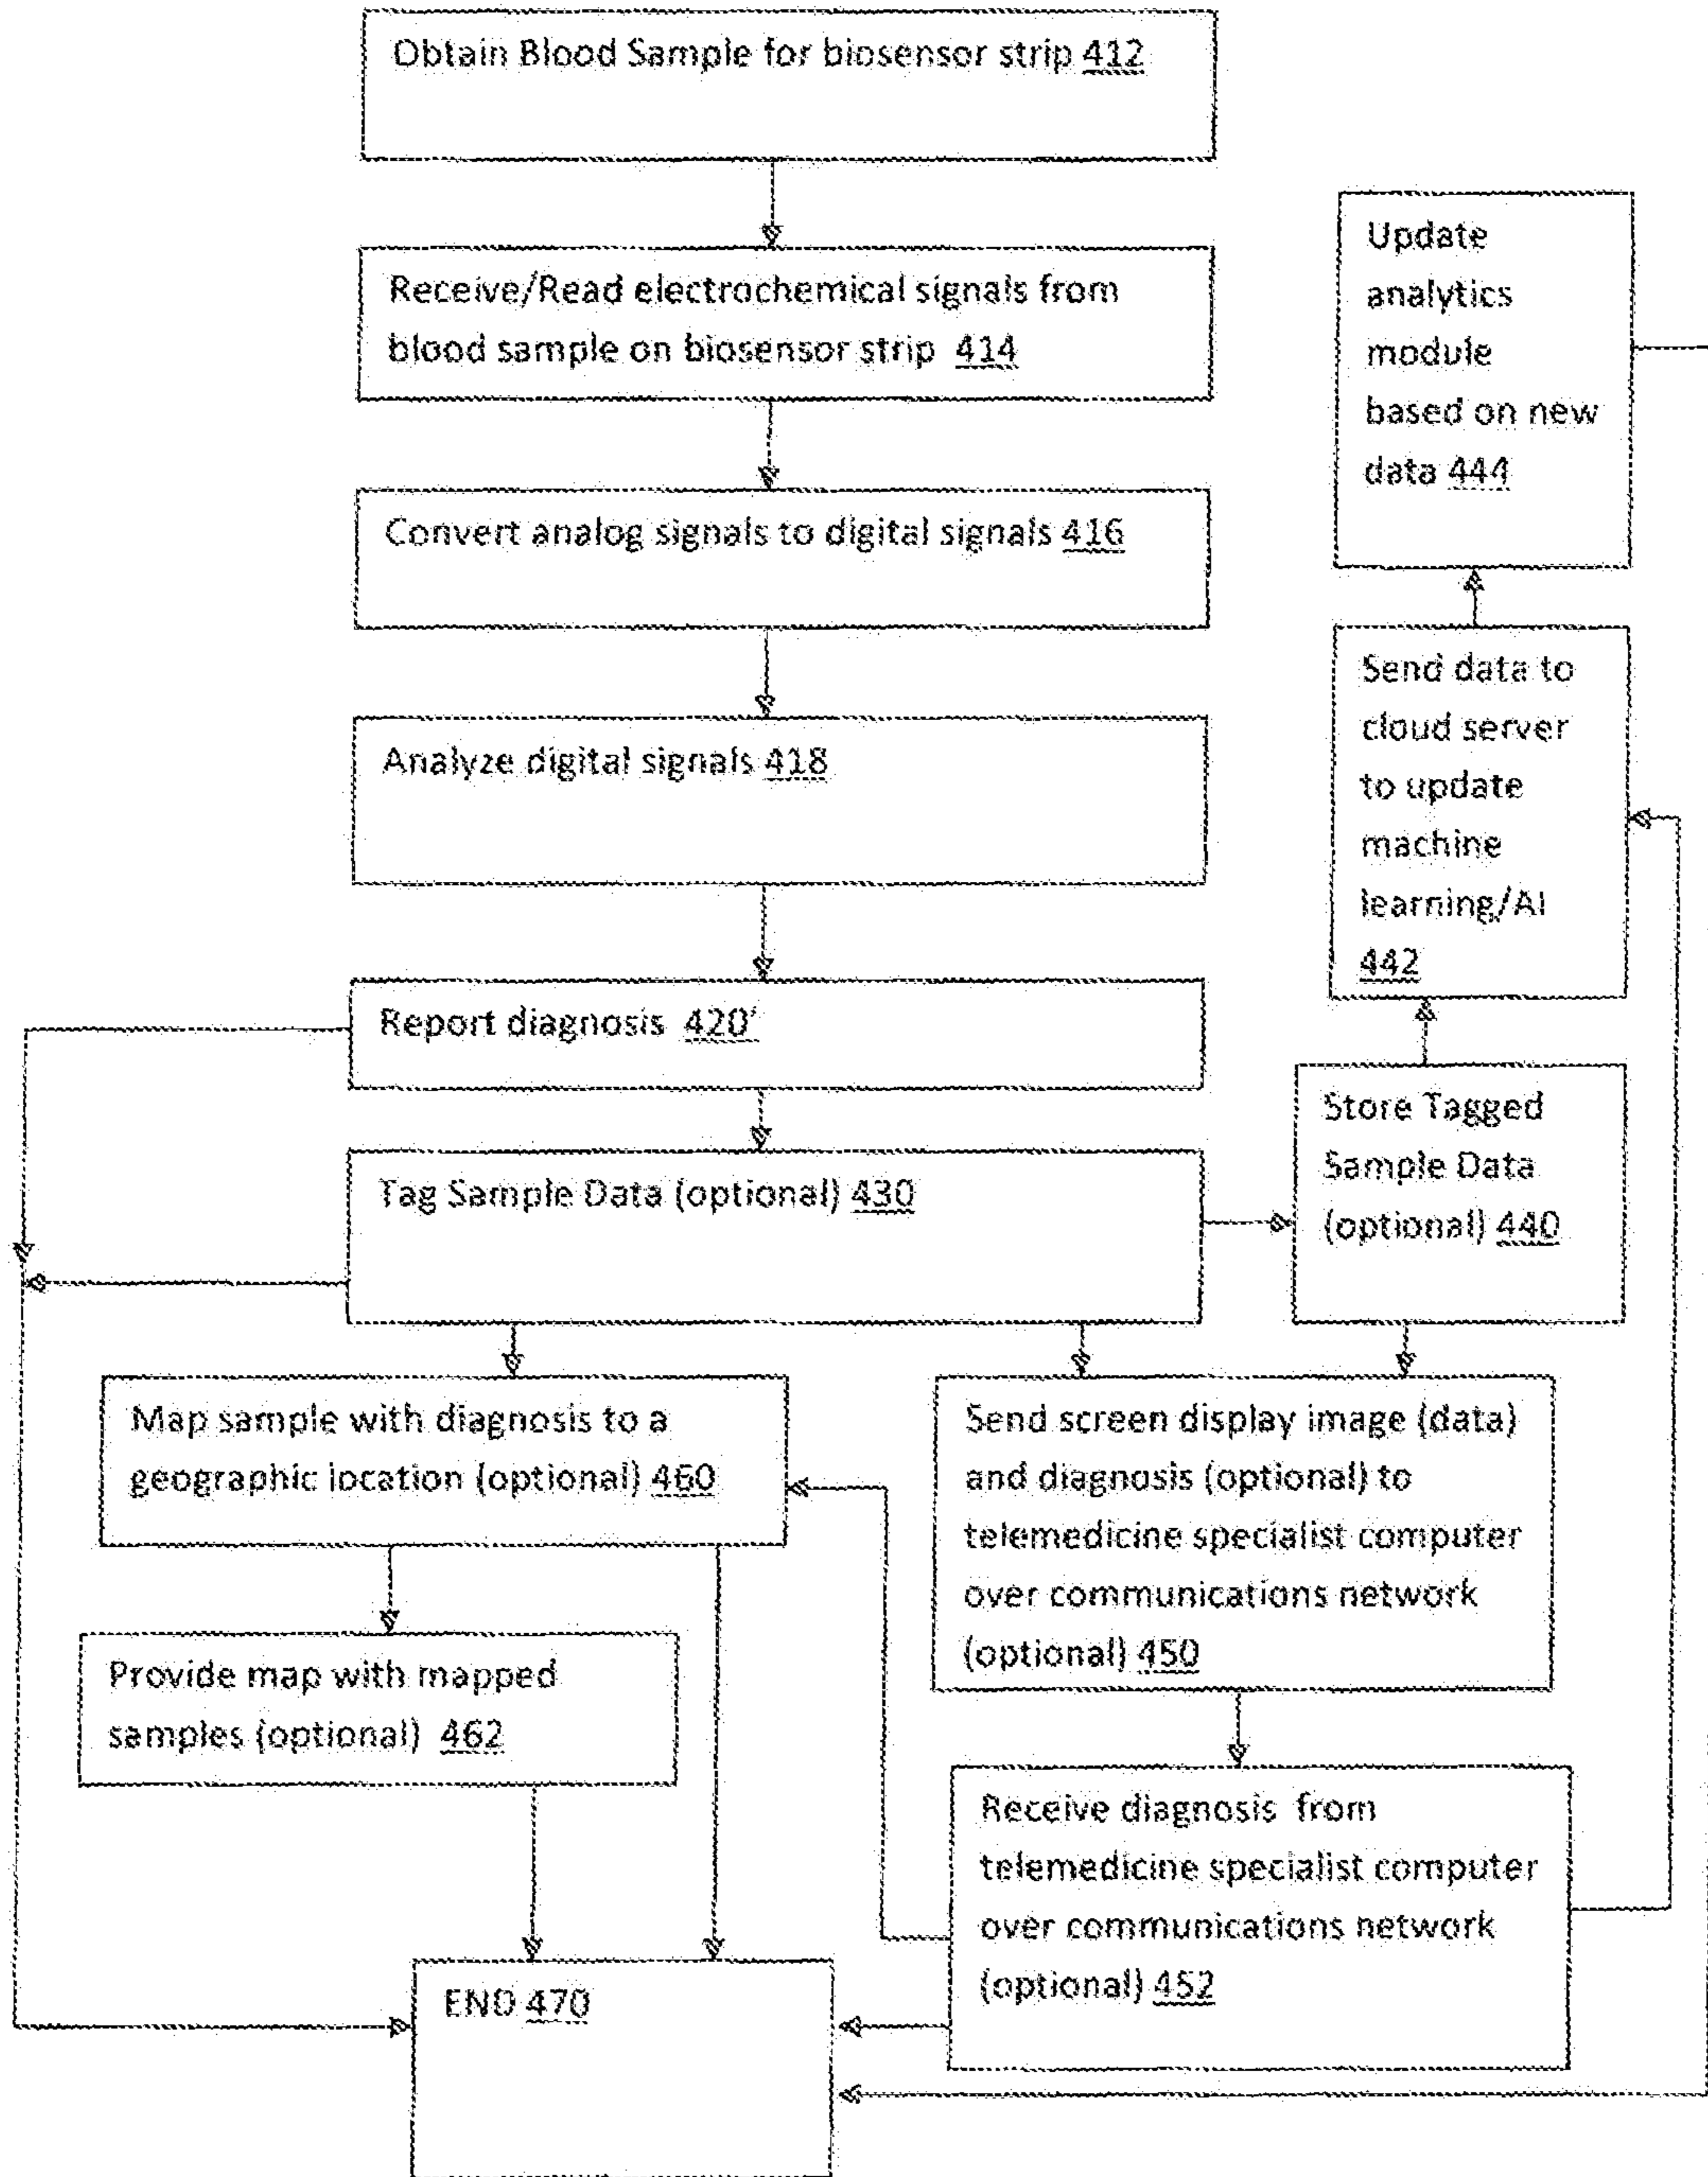 Obtain Blood Sample for biosensor strip 412
Receive/Read electrochemical signals from
blood sample on biosensor strip 414
Convert analog signals to digital signals 416
Analyze digital signals 418
Report diagnosis 420'
Tag Sample Data (optional) 430
Update
analytics
module
based on new
data 444
Send data to
cloud server
to update
machine
learning/AI
442
Store Tagged
Sample Data
(optional) 440
Map sample with diagnosis to a
geographic location (optional) 460
Provide map with mapped
samples (optional) 462
Send screen display image (data)
and diagnosis (optional) to
telemedicine specialist computer
over communications network
(optional) 450
Receive diagnosis from
telemedicine specialist computer
over communications network
(optional) 452
END 470